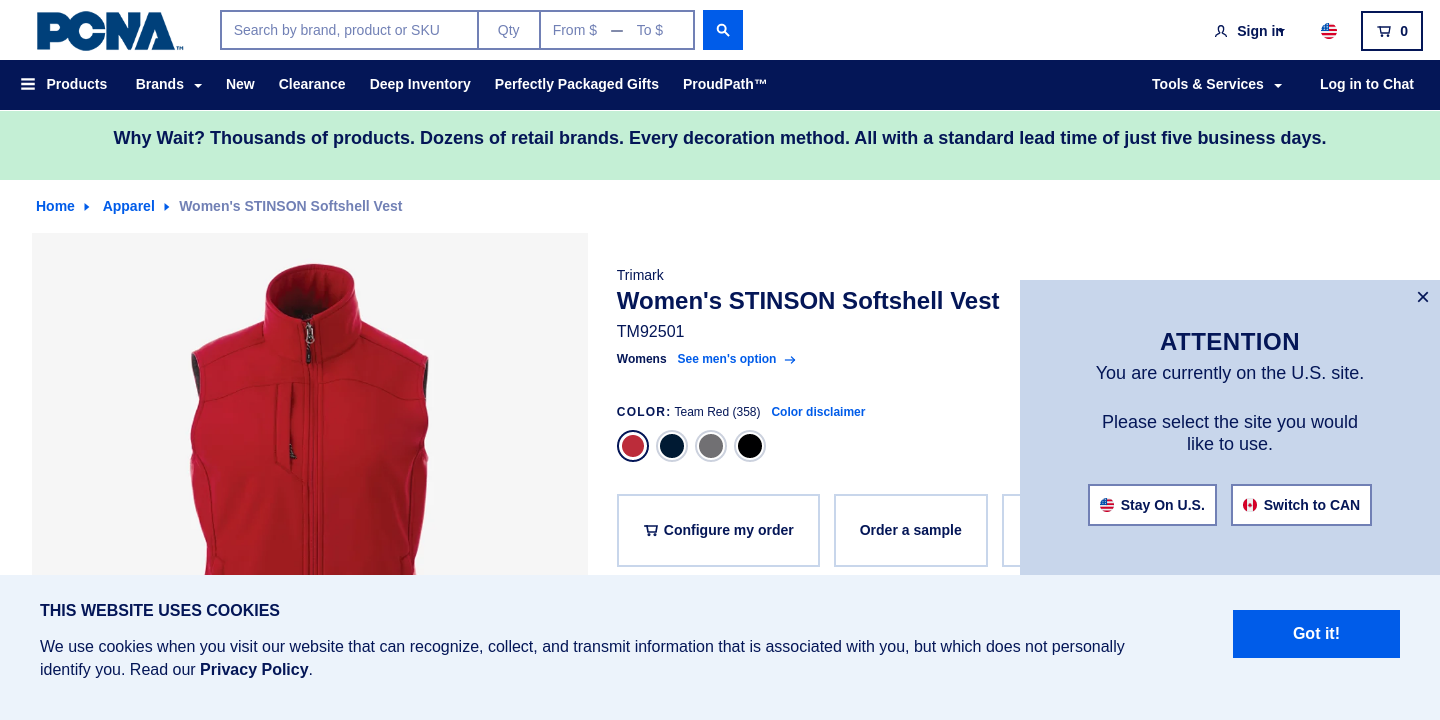 PCNA™
Search by brand, product or SKU
Qty
From $ — To $
Sign in
0
Products
Brands
New
Clearance
Deep Inventory
Perfectly Packaged Gifts
ProudPath™
Tools & Services
Log in to Chat
Why Wait? Thousands of products. Dozens of retail brands. Every decoration method. All with a standard lead time of just five business days.
Home
Apparel
Women's STINSON Softshell Vest
Trimark
Women's STINSON Softshell Vest
TM92501
Womens See men's option
COLOR: Team Red (358) Color disclaimer
Configure my order
Order a sample
ATTENTION
You are currently on the U.S. site.
Please select the site you would
like to use.
Stay On U.S.
Switch to CAN
THIS WEBSITE USES COOKIES
We use cookies when you visit our website that can recognize, collect, and transmit information that is associated with you, but which does not personally
identify you. Read our Privacy Policy.
Got it!